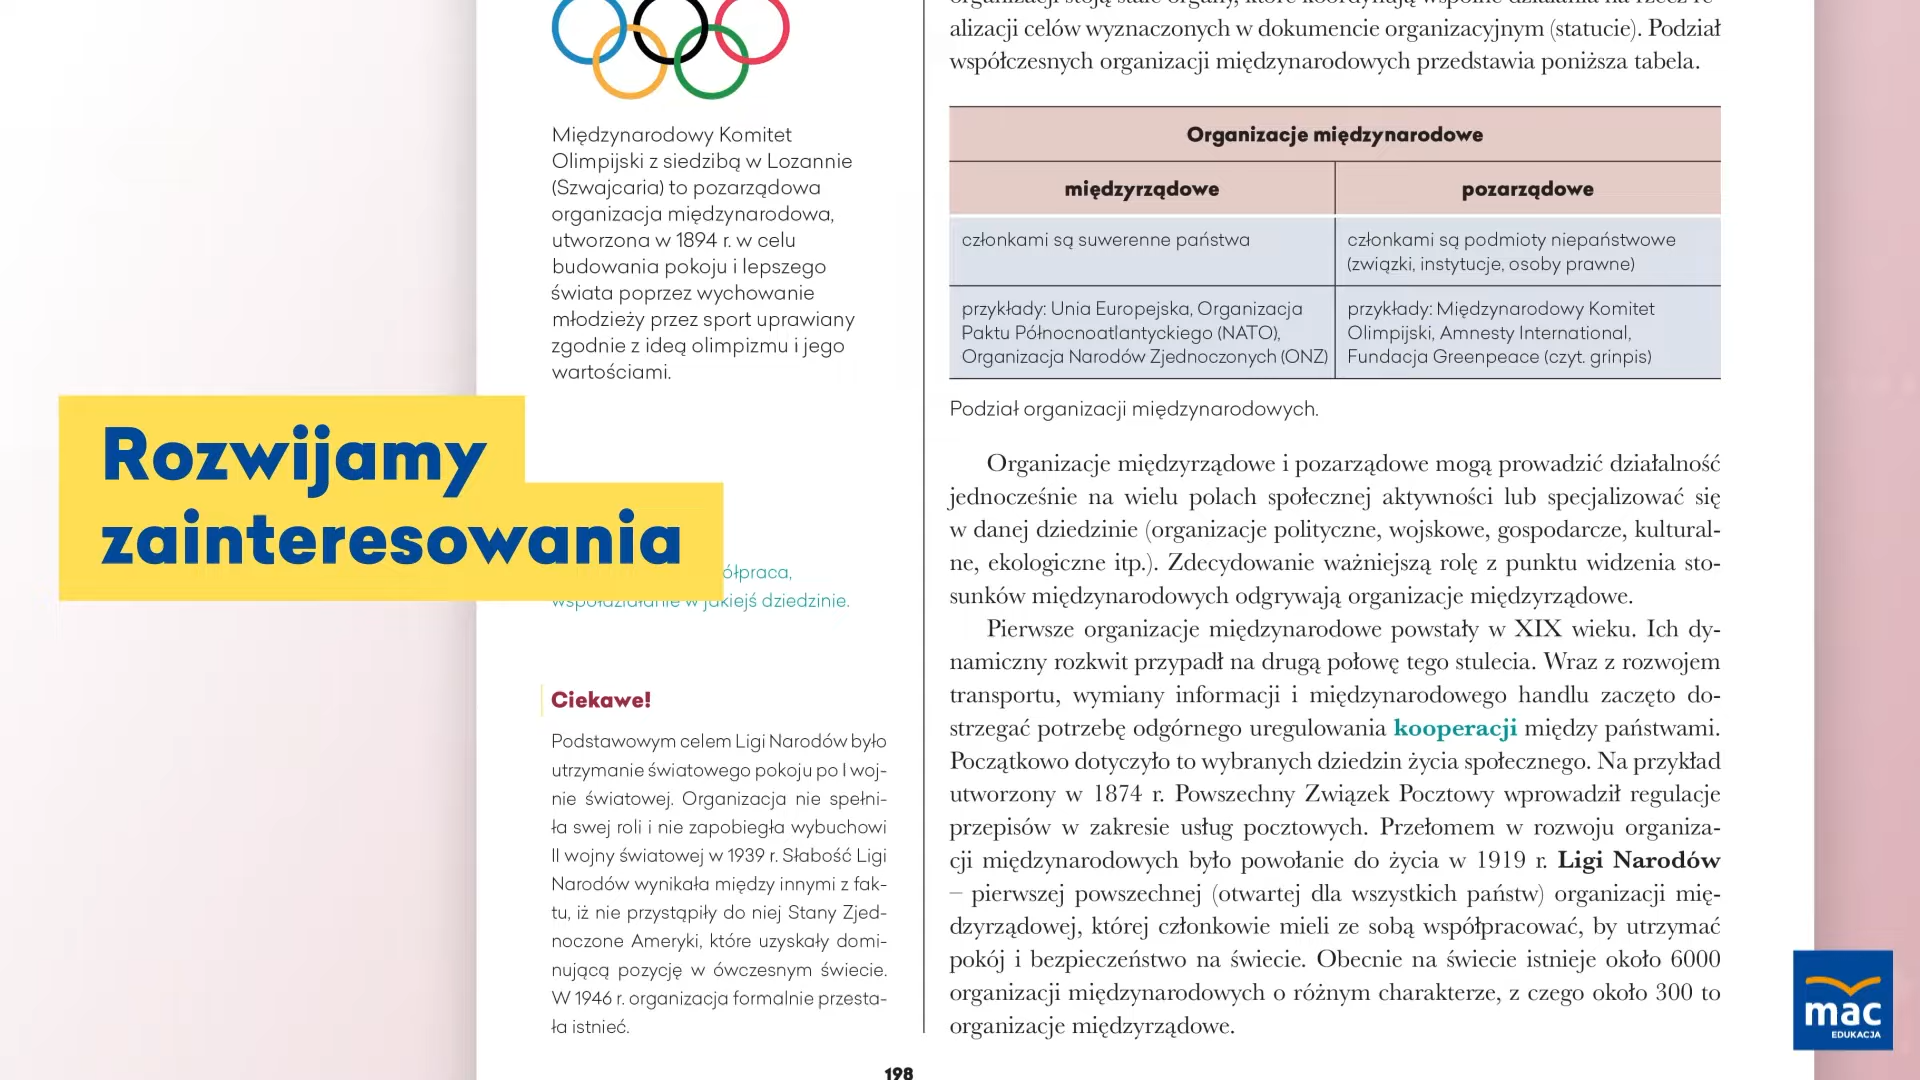 Międzynarodowy Komitet
Olimpijski z siedzibą w Lozannie
(Szwajcaria) to pozarządowa
organizacja międzynarodowa,
utworzona w 1894 r. w celu
budowania pokoju i lepszego
świata poprzez wychowanie
młodzieży przez sport uprawiany
zgodnie z ideą olimpizmu i jego
wartościami.
Rozwijamy
zainteresowania
współdziałanie w jakiejś dziedzinie.
Ciekawe!
Podstawowym celem Ligi Narodów było
utrzymanie światowego pokoju po I woj-
nie światowej. Organizacja nie spełni-
ła swej roli i nie zapobiegła wybuchowi
II wojny światowej w 1939 r. Słabość Ligi
Narodów wynikała między innymi z fak-
tu, iż nie przystąpiły do niej Stany Zjed-
noczone Ameryki, które uzyskały domi-
nującą pozycję w ówczesnym świecie.
W 1946 r. organizacja formalnie przesta-
ła istnieć.
organizacji stoją stałe organy, które koordynują wspólne działania na rzecz re-
alizacji celów wyznaczonych w dokumencie organizacyjnym (statucie). Podział
współczesnych organizacji międzynarodowych przedstawia poniższa tabela.
Organizacje międzynarodowe
międzyrządowe pozarządowe
członkami są suwerenne państwa
członkami są podmioty niepaństwowe
(związki, instytucje, osoby prawne)
przykłady: Unia Europejska, Organizacja
Paktu Północnoatlantyckiego (NATO),
Organizacja Narodów Zjednoczonych (ONZ)
przykłady: Międzynarodowy Komitet
Olimpijski, Amnesty International,
Fundacja Greenpeace (czyt. grinpis)
Podział organizacji międzynarodowych.
Organizacje międzyrządowe i pozarządowe mogą prowadzić działalność
jednocześnie na wielu polach społecznej aktywności lub specjalizować się
w danej dziedzinie (organizacje polityczne, wojskowe, gospodarcze, kultural-
ne, ekologiczne itp.). Zdecydowanie ważniejszą rolę z punktu widzenia sto-
sunków międzynarodowych odgrywają organizacje międzyrządowe.
Pierwsze organizacje międzynarodowe powstały w XIX wieku. Ich dy-
namiczny rozkwit przypadł na drugą połowę tego stulecia. Wraz z rozwojem
transportu, wymiany informacji i międzynarodowego handlu zaczęto do-
strzegać potrzebę odgórnego uregulowania kooperacji między państwami.
Początkowo dotyczyło to wybranych dziedzin życia społecznego. Na przykład
utworzony w 1874 r. Powszechny Związek Pocztowy wprowadził regulacje
przepisów w zakresie usług pocztowych. Przełomem w rozwoju organiza-
cji międzynarodowych było powołanie do życia w 1919 r. Ligi Narodów
– pierwszej powszechnej (otwartej dla wszystkich państw) organizacji mię-
dzyrządowej, której członkowie mieli ze sobą współpracować, by utrzymać
pokój i bezpieczeństwo na świecie. Obecnie na świecie istnieje około 6000
organizacji międzynarodowych o różnym charakterze, z czego około 300 to
organizacje międzyrządowe.
198
mac
EDUKACJA